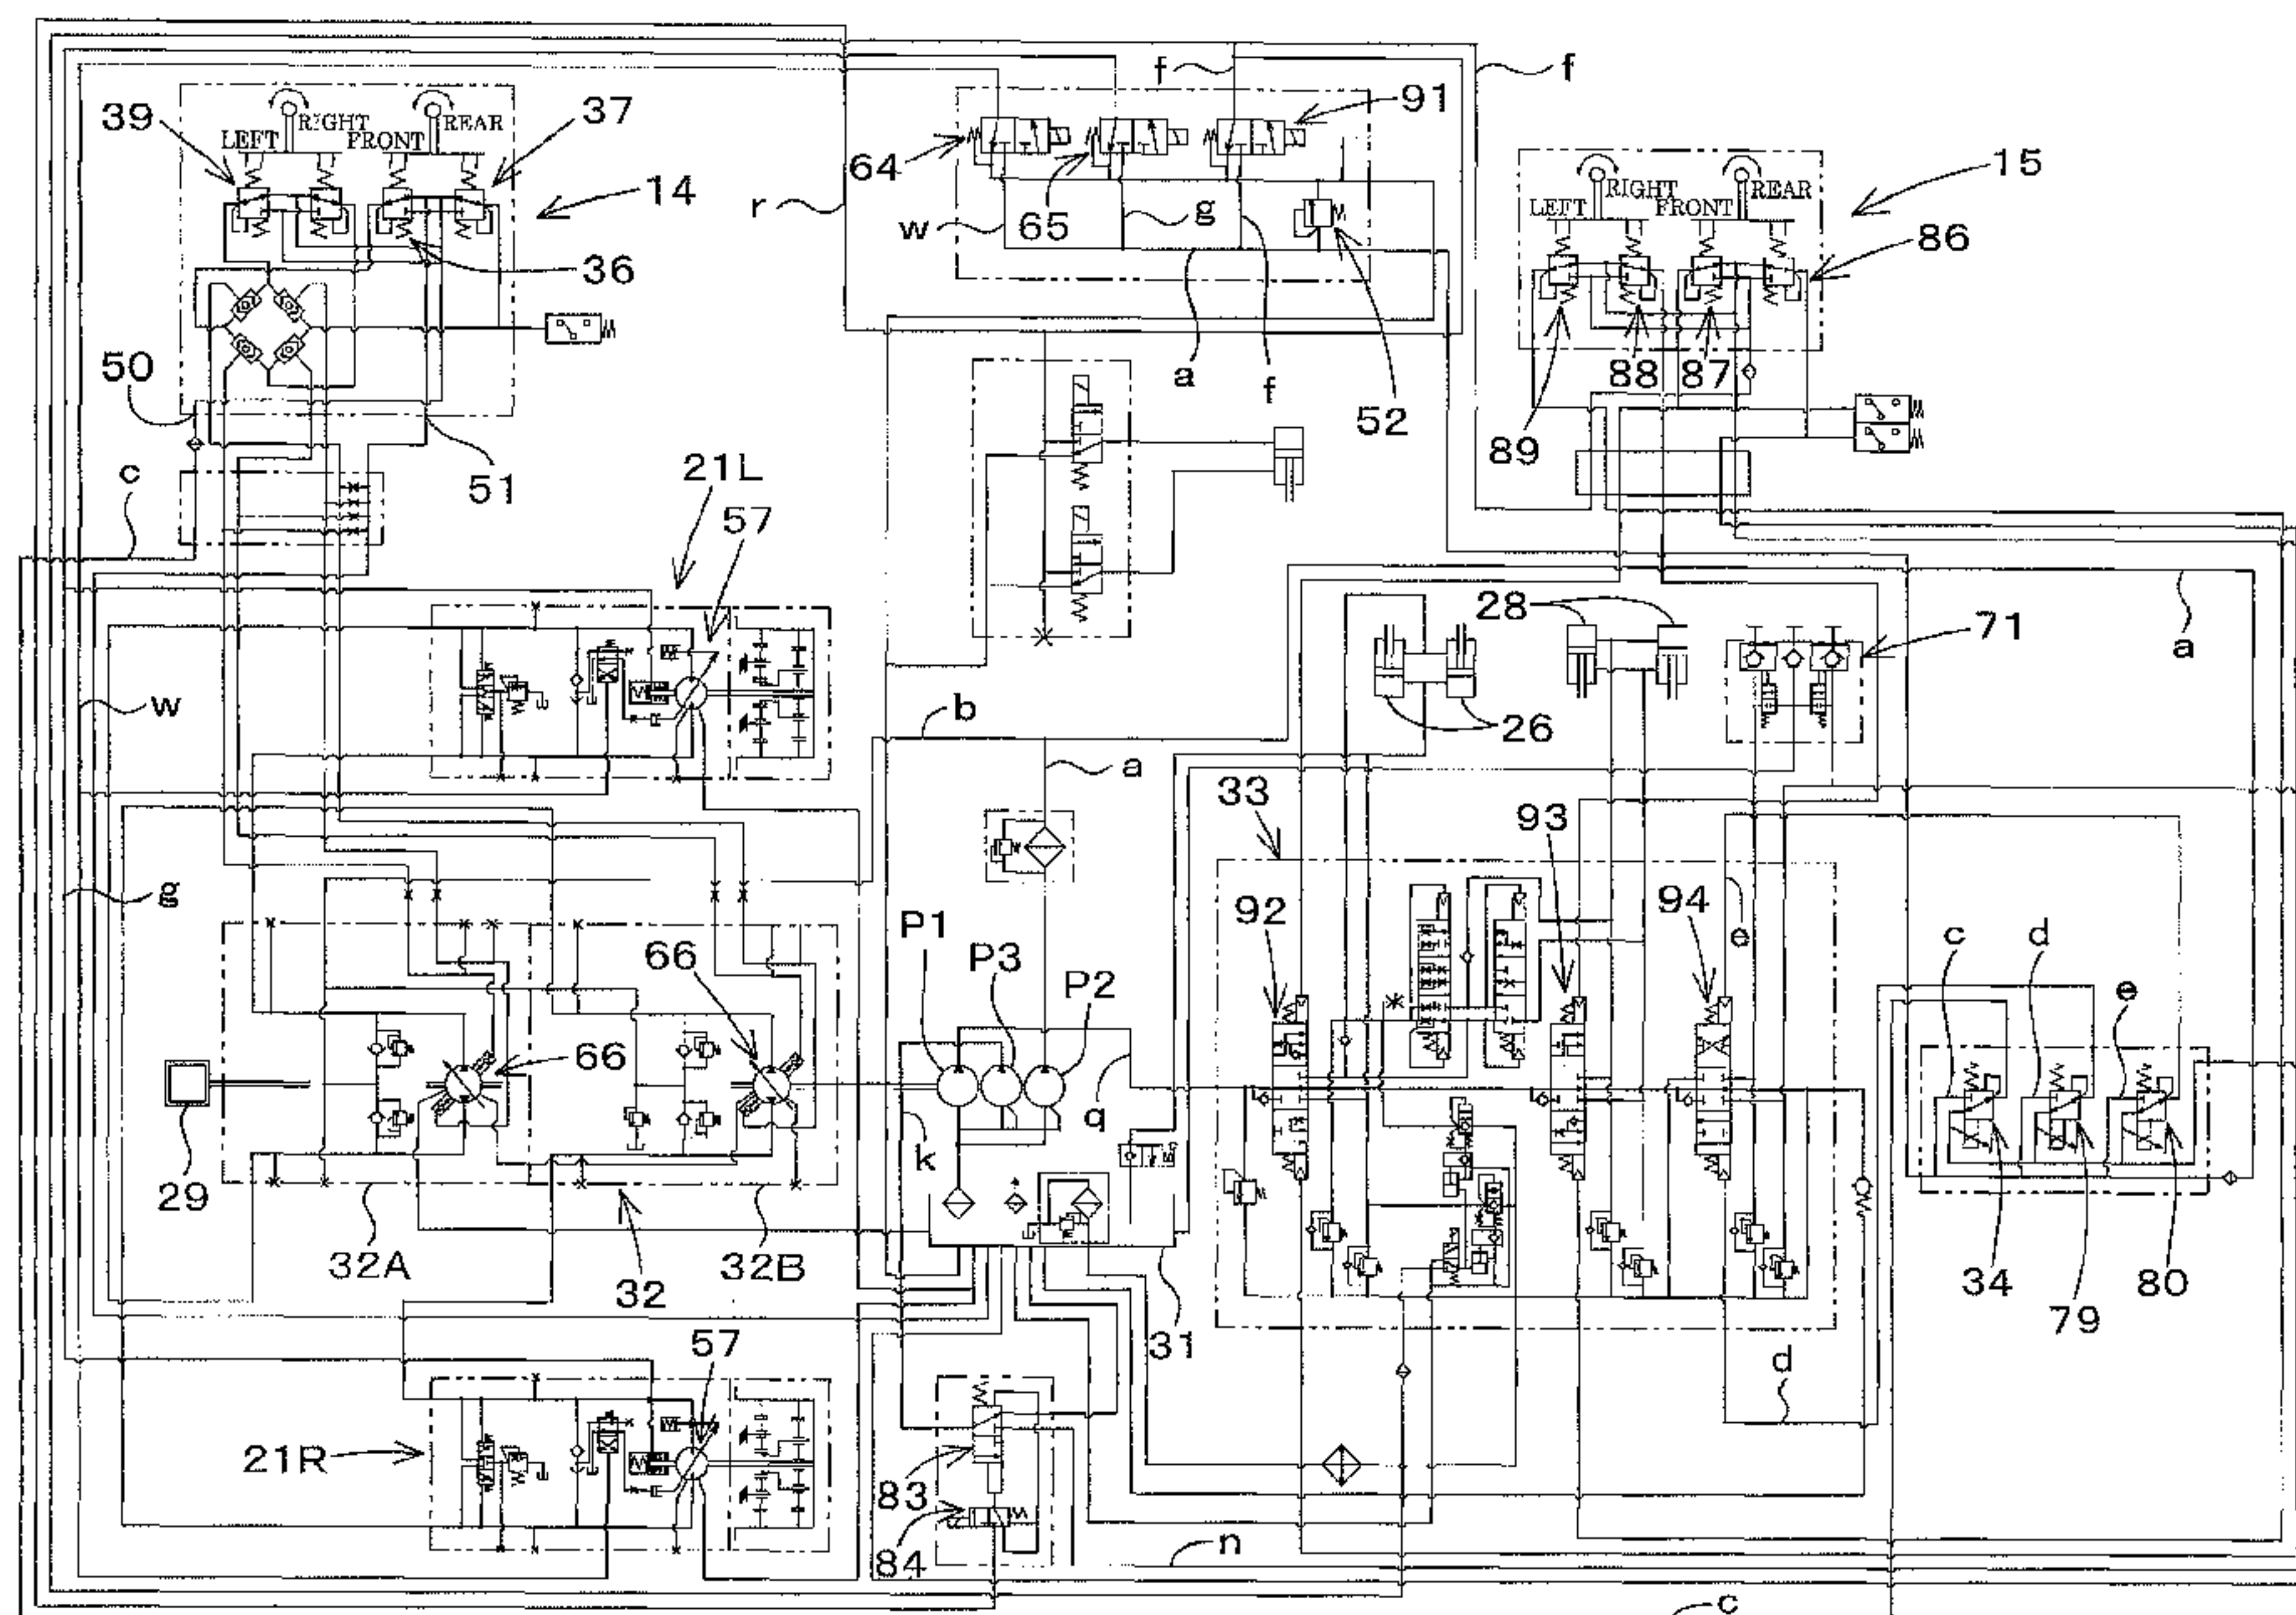 f
f
91
39
RIGHT
REAR
37
LEFT
FRONT
64
14
r
w
65
g
15
RIGHT
REAR
LEFT
FRONT
86
36
a
f
52
50
88
87
89
c
51
21L
57
28
71
a
w
b
26
a
33
93
g
P1
66
P3
P2
92
94
e
c
d
e
66
q
k
29
32A
32
32B
31
34
79
80
57
d
21R
83
84
n
c